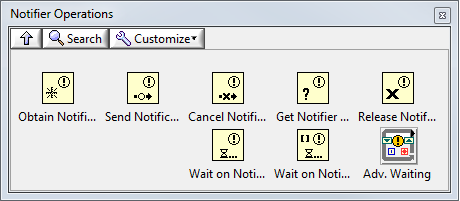 Notifier Operations
Search Customize
Obtain Notifi... Send Notific... Cancel Notifi... Get Notifier ... Release Notif...
Wait on Noti... Wait on Noti... Adv. Waiting